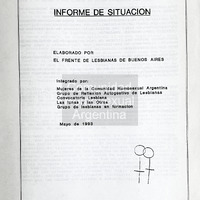 INFORME DE SITUACION
ELABORADO POR
EL FRENTE DE LESBIANAS DE BUENOS AIRES
Integrado por:
Mujeres de la Comunidad Homosexual Argentina
Grupo de Reflexion Autogestivo de Lesbianas
Convocatoria Lesbiana
Las lunas y las Otras
Grupo de lesbianas en formacion
Mayo de 1990
Argentina